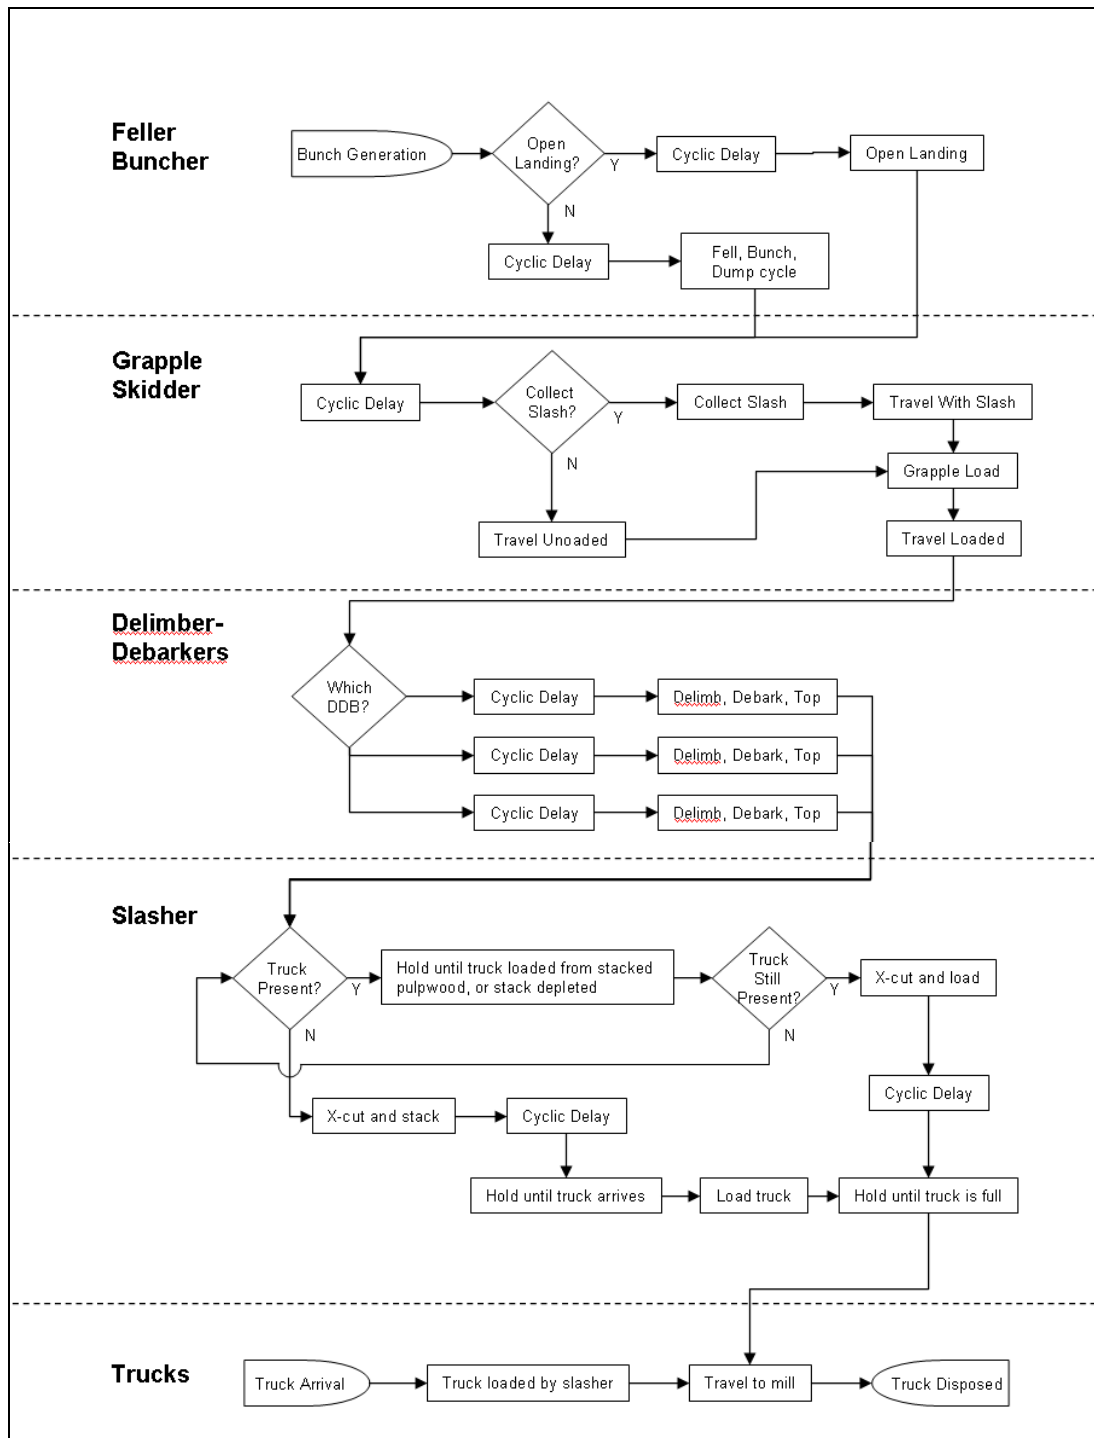 Feller
Buncher
Bunch Generation
Open
Landing?
Y
Cyclic Delay
Open Landing
N
Cyclic Delay
Fell, Bunch,
Dump cycle
Grapple
Skidder
Cyclic Delay
Collect
Slash?
Y
Collect Slash
Travel With Slash
N
Grapple Load
Travel Unoaded
Travel Loaded
Delimber-
Debarkers
Which
DDB?
Cyclic Delay
Delimb, Debark, Top
Cyclic Delay
Delimb, Debark, Top
Cyclic Delay
Delimb, Debark, Top
Slasher
Truck
Present?
Y
Hold until truck loaded from stacked
pulpwood, or stack depleted
Truck
Still
Present?
Y
X-cut and load
N
N
Cyclic Delay
X-cut and stack
Cyclic Delay
Hold until truck arrives
Load truck
Hold until truck is full
Trucks
Truck Arrival
Truck loaded by slasher
Travel to mill
Truck Disposed